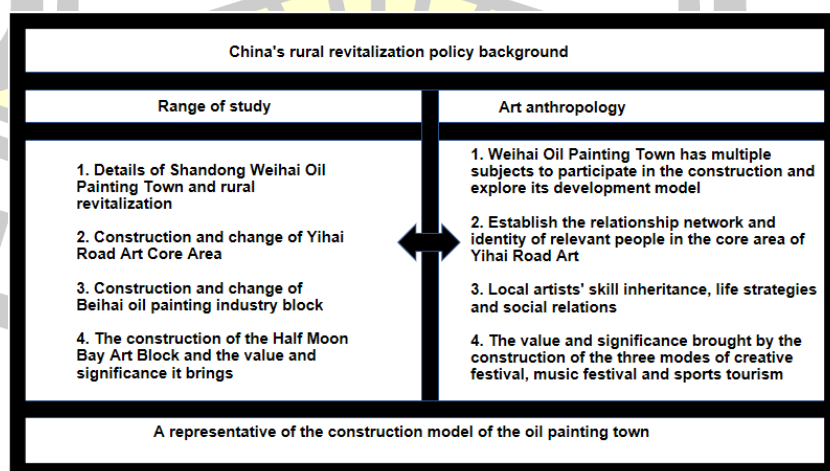 China's rural revitalization policy background
Range of study
Art anthropology
1. Details of Shandong Weihai Oil
Painting Town and rural
revitalization
2. Construction and change of Yihai
Road Art Core Area
3. Construction and change of
Beihai oil painting industry block
4. The construction of the Half Moon
Bay Art Block and the value and
significance it brings
1. Weihai Oil Painting Town has multiple
subjects to participate in the construction and
explore its development model
2. Establish the relationship network and
identity of relevant people in the core area of
Yihai Road Art
3. Local artists' skill inheritance, life strategies
and social relations
4. The value and significance brought by the
construction of the three modes of creative
festival, music festival and sports tourism
A representative of the construction model of the oil painting town